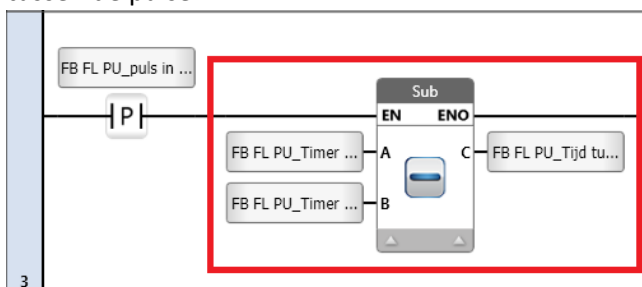 FB FL PU_puls in ...
P
Sub
EN ENO
FB FL PU_Timer ... A C FB FL PU_Tijd tu...
FB FL PU_Timer ... B
3